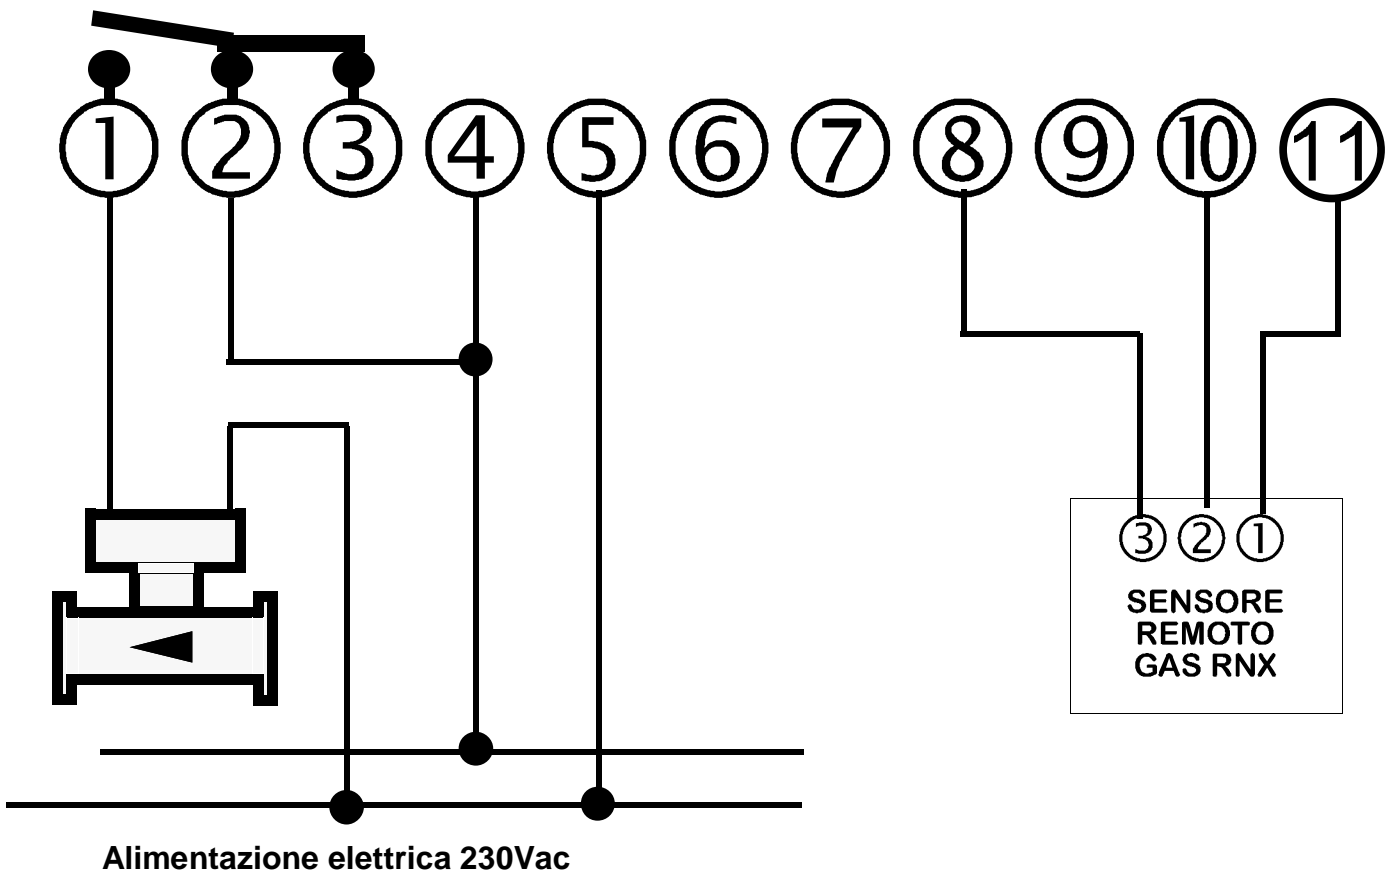 1 2 3 4 5 6 7 8 9 10 11
3 2 1
SENSORE
REMOTO
GAS RNX
Alimentazione elettrica 230Vac